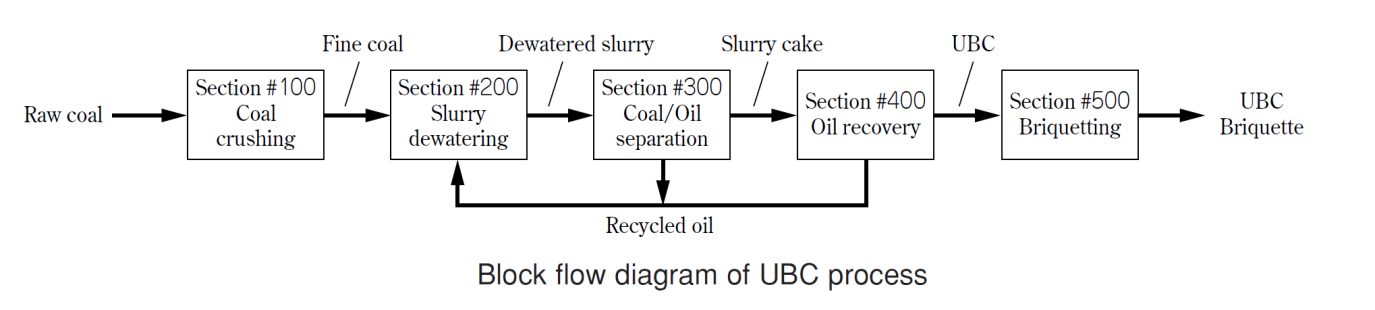 Fine coal
Dewatered slurry
Slurry cake
UBC
Raw coal
Section #100
Coal
crushing
Section #200
Slurry
dewatering
Section #300
Coal/Oil
separation
Section #400
Oil recovery
Section #500
Briquetting
UBC
Briquette
Recycled oil
Block flow diagram of UBC process